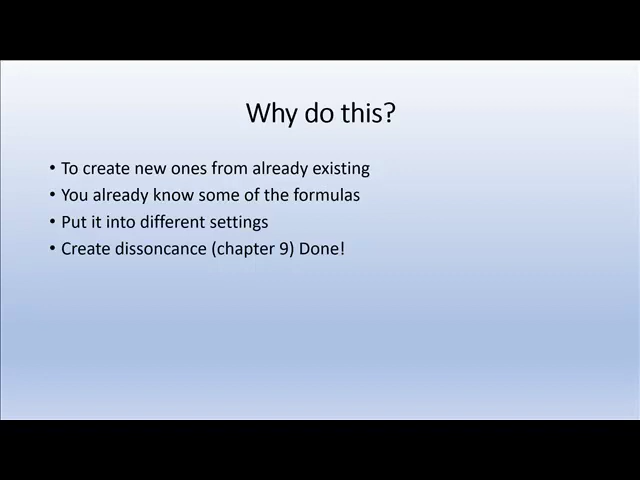 Why do this?
• To create new ones from already existing
• You already know some of the formulas
• Put it into different settings
• Create dissoncance (chapter 9) Done!